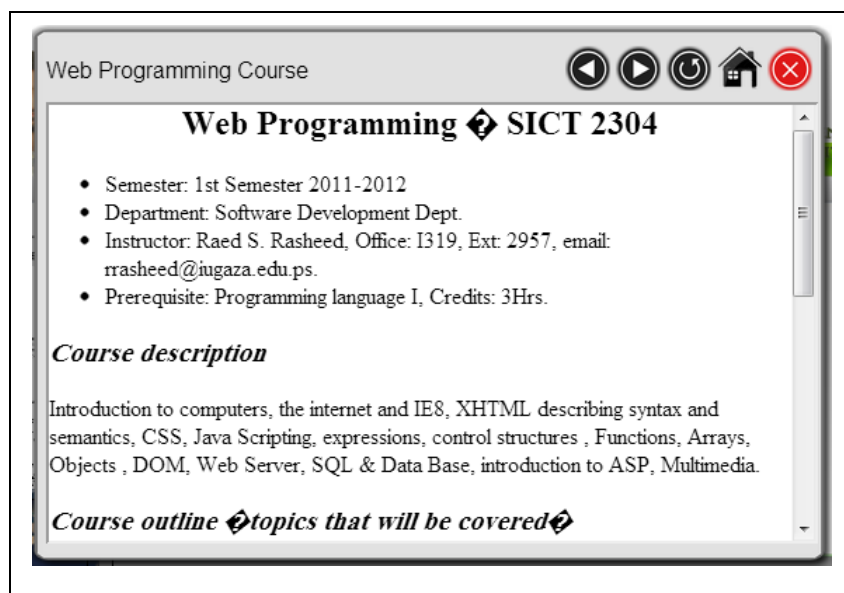 Web Programming Course
Web Programming � SICT 2304
• Semester: 1st Semester 2011-2012
• Department: Software Development Dept.
• Instructor: Raed S. Rasheed, Office: I319, Ext: 2957, email:
rrasheed@iugaza.edu.ps.
• Prerequisite: Programming language I, Credits: 3Hrs.
Course description
Introduction to computers, the internet and IE8, XHTML describing syntax and
semantics, CSS, Java Scripting, expressions, control structures , Functions, Arrays,
Objects , DOM, Web Server, SQL & Data Base, introduction to ASP, Multimedia.
Course outline �topics that will be covered�